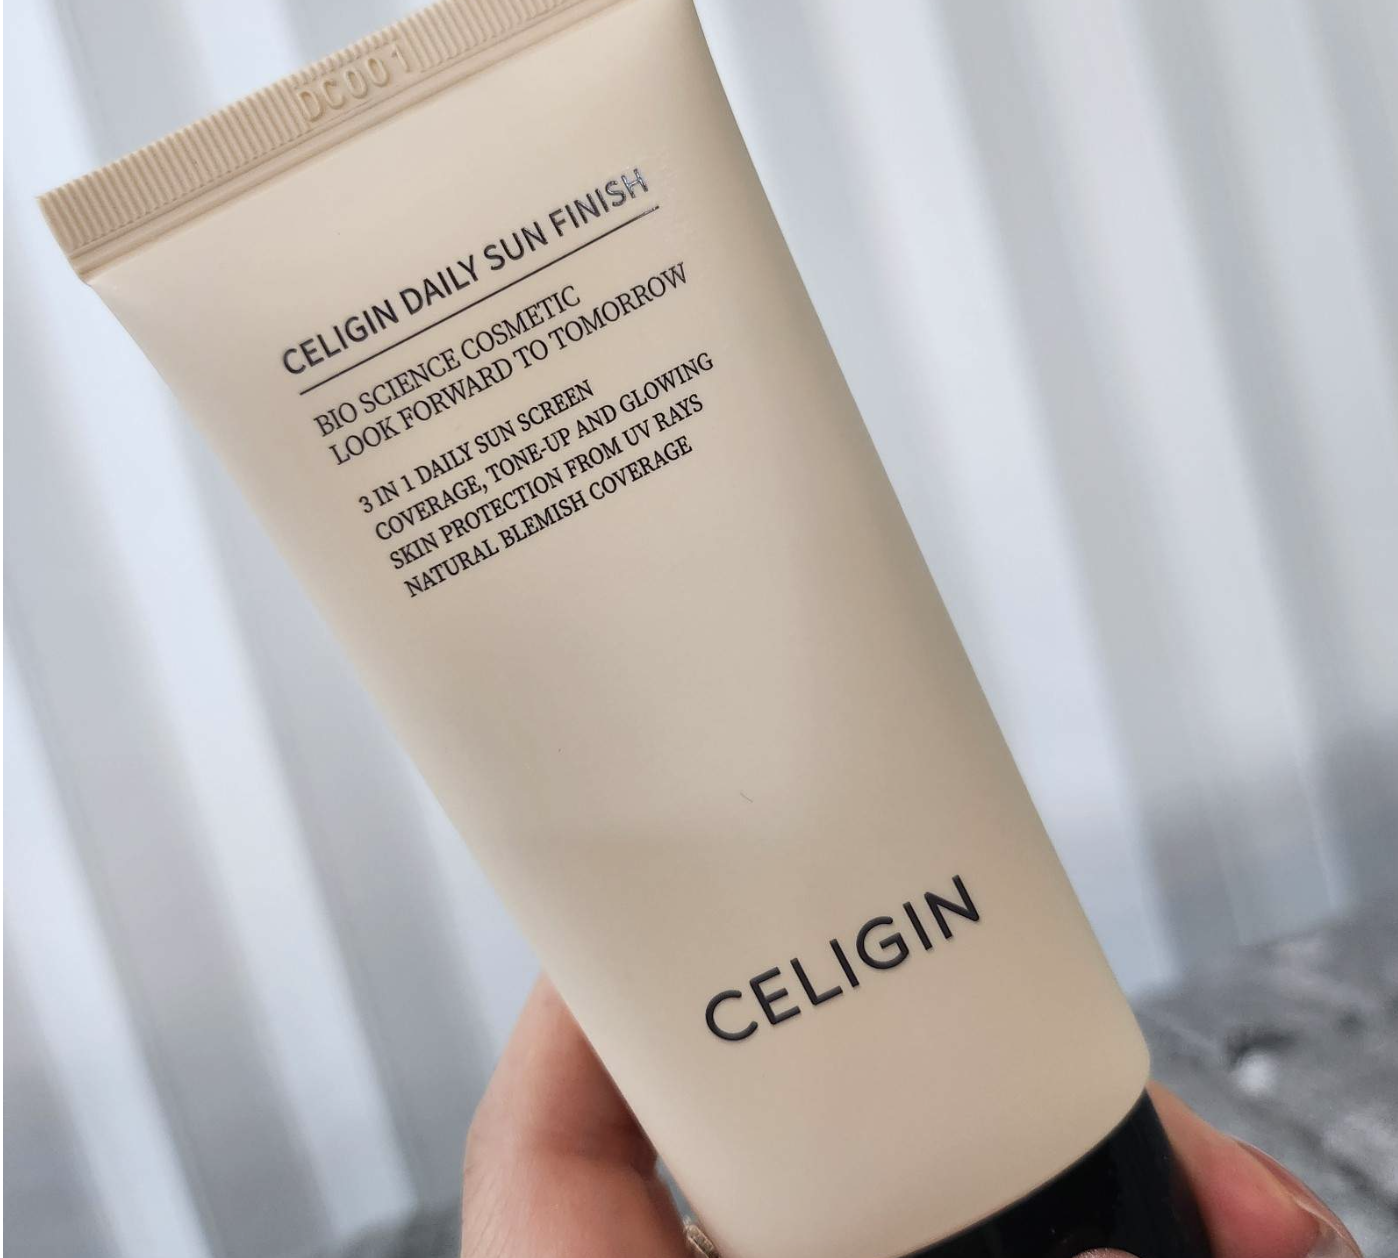 DC001
CELIGIN DAILY SUN FINISH
BIO SCIENCE COSMETIC
LOOK FORWARD TO TOMORROW
3 IN 1 DAILY SUN SCREEN
COVERAGE, TONE-UP AND GLOWING
SKIN PROTECTION FROM UV RAYS
NATURAL BLEMISH COVERAGE
CELIGIN